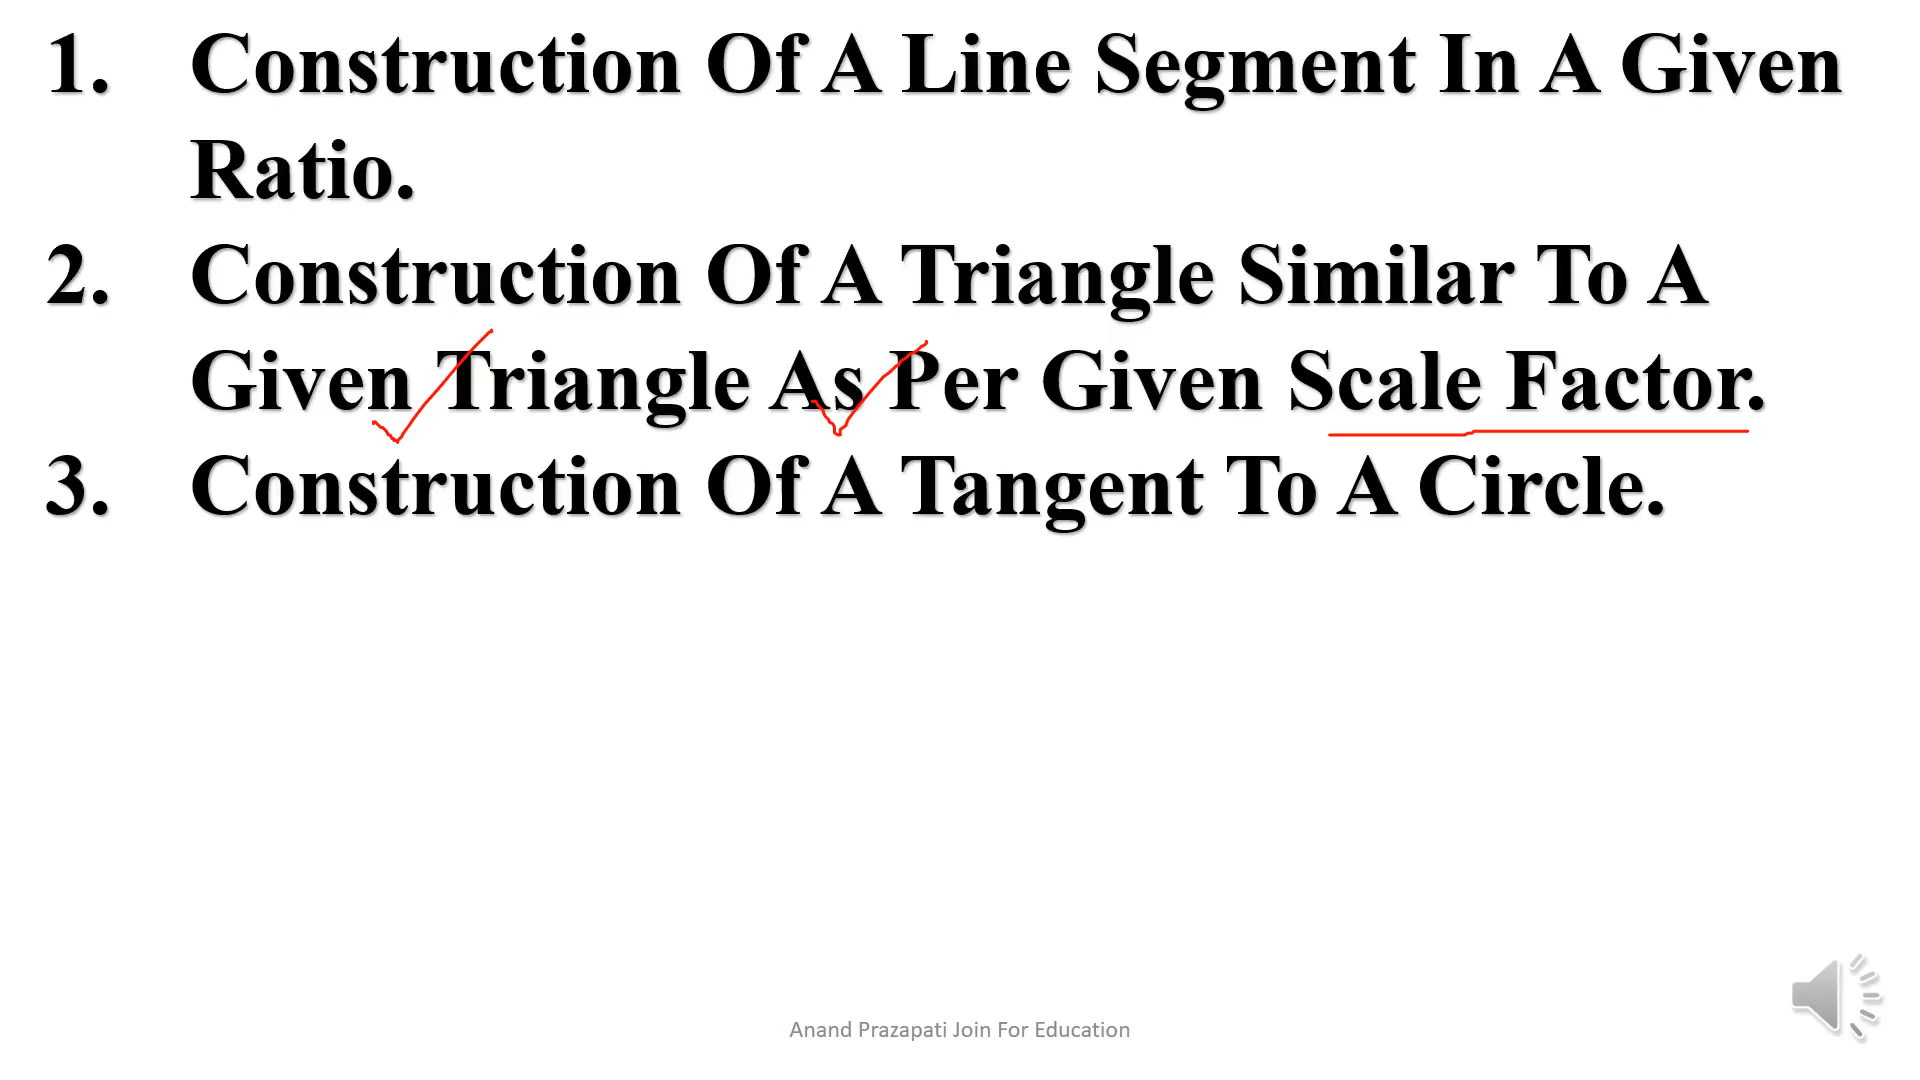 1. Construction Of A Line Segment In A Given
Ratio.
2. Construction Of A Triangle Similar To A
Given Triangle As Per Given Scale Factor.
3. Construction Of A Tangent To A Circle.
Anand Prazapati Join For Education